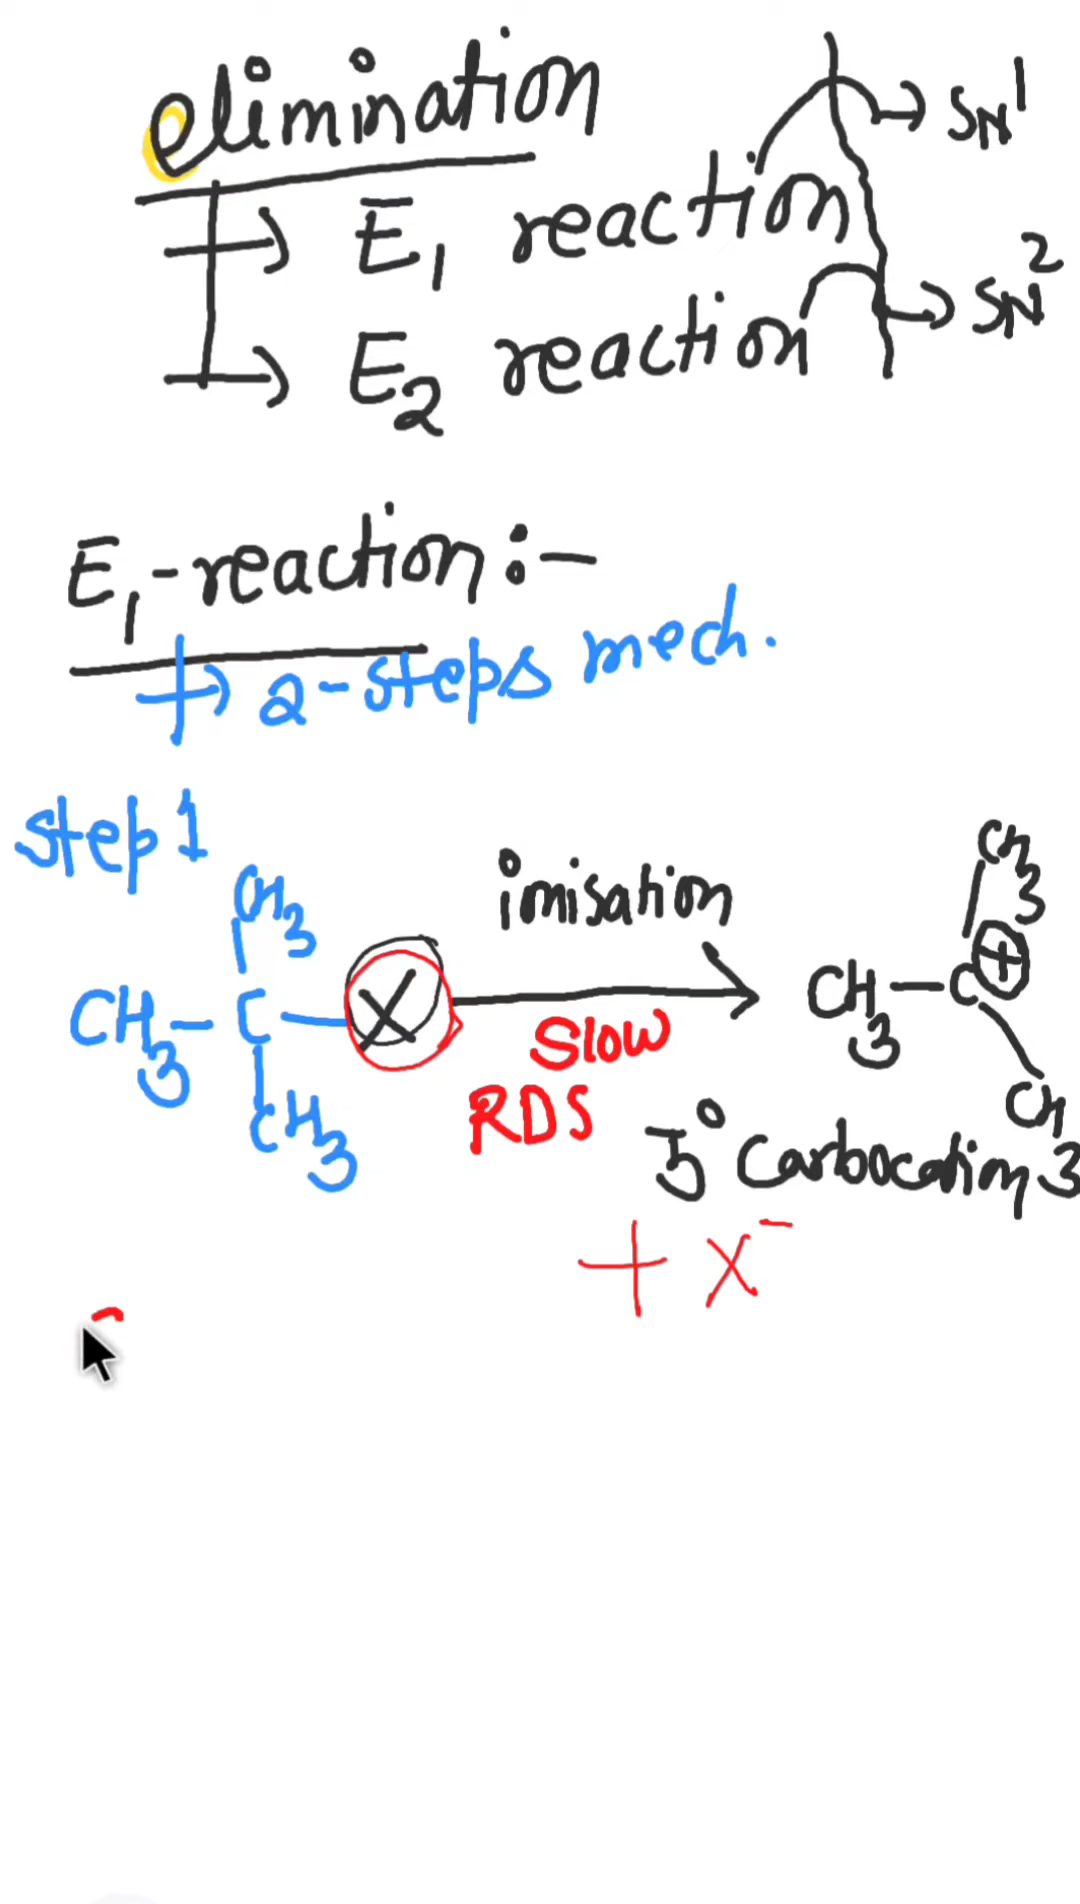 elimination
→ E1 reaction → SN1
→ E2 reaction → SN2
E1-reaction:-
→ 2-steps mech.
step 1
CH3
CH3-C-X
CH3
ionisation
slow
RDS
CH3
CH3-C⊕
CH3
3° Carbocation
+ X-